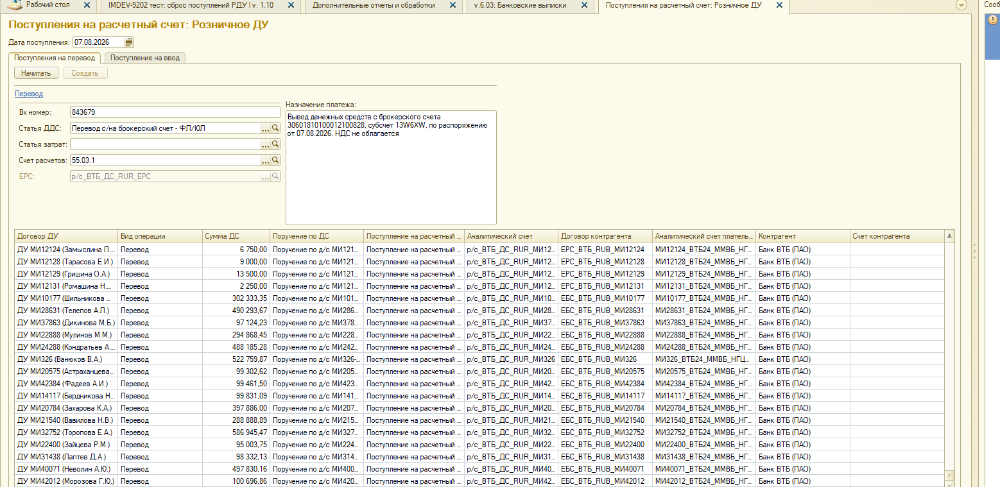 Рабочий стол IMDEV-9202 тест: сброс поступлений РДУ | v. 1.10 Дополнительные отчеты и обработки v.6.03: Банковские выписки Поступления на расчетный счет: Розничное ДУ Сооб
Поступления на расчетный счет: Розничное ДУ
Дата поступления: 07.08.2026
Поступления на перевод Поступление на ввод
Начитать Создать
Перевод
Вх номер: 843679
Статья ДДС: Перевод с/на брокерский счет - ФЛ/ЮЛ ...
Статья затрат: ...
Счет расчетов: 55.03.1 ...
ЕРС: р/с_ВТБ_ДС_RUR_ЕРС ...
Назначение платежа:
Вывод денежных средств с брокерского счета
30601810100012100828, субсчет 13W6XW, по распоряжению
от 07.08.2026. НДС не облагается
Договор ДУ Вид операции Сумма ДС Поручение по ДС Поступление на расчетный ... Аналитический счет Договор контрагента Аналитический счет платель... Контрагент Счет контрагента
ДУ МИ12124 (Замыслина Л.... Перевод 6 750,00 Поручение по д/с МИ121... Поступление на расчетный ... р/с_ВТБ_ДС_RUR_МИ12... ЕРС_ВТБ_RUB_МИ12124 МИ12124_ВТБ24_ММВБ_НГ... Банк ВТБ (ПАО)
ДУ МИ12128 (Тарасова Е.И.) Перевод 9 000,00 Поручение по д/с МИ121... Поступление на расчетный ... р/с_ВТБ_ДС_RUR_МИ12... ЕРС_ВТБ_RUB_МИ12128 МИ12128_ВТБ24_ММВБ_НГ... Банк ВТБ (ПАО)
ДУ МИ12129 (Гришина О.А.) Перевод 13 500,00 Поручение по д/с МИ121... Поступление на расчетный ... р/с_ВТБ_ДС_RUR_МИ12... ЕРС_ВТБ_RUB_МИ12129 МИ12129_ВТБ24_ММВБ_НГ... Банк ВТБ (ПАО)
ДУ МИ12131 (Ромашина Н.... Перевод 2 250,00 Поручение по д/с МИ121... Поступление на расчетный ... р/с_ВТБ_ДС_RUR_МИ12... ЕРС_ВТБ_RUB_МИ12131 МИ12131_ВТБ24_ММВБ_НГ... Банк ВТБ (ПАО)
ДУ МИ10177 (Шильникова ... Перевод 302 333,35 Поручение по д/с МИ101... Поступление на расчетный ... р/с_ВТБ_ДС_RUR_МИ10... ЕБС_ВТБ_RUB_МИ10177 МИ10177_ВТБ24_ММВБ_НГ... Банк ВТБ (ПАО)
ДУ МИ28631 (Телепов А.Л.) Перевод 490 293,67 Поручение по д/с МИ286... Поступление на расчетный ... р/с_ВТБ_ДС_RUR_МИ28... ЕБС_ВТБ_RUB_МИ28631 МИ28631_ВТБ24_ММВБ_НГ... Банк ВТБ (ПАО)
ДУ МИ37863 (Дикинова М.Б.) Перевод 97 124,23 Поручение по д/с МИ378... Поступление на расчетный ... р/с_ВТБ_ДС_RUR_МИ37... ЕБС_ВТБ_RUB_МИ37863 МИ37863_ВТБ24_ММВБ_НГ... Банк ВТБ (ПАО)
ДУ МИ22888 (Мулинов М.М.) Перевод 294 868,45 Поручение по д/с МИ228... Поступление на расчетный ... р/с_ВТБ_ДС_RUR_МИ22... ЕБС_ВТБ_RUB_МИ22888 МИ22888_ВТБ24_ММВБ_НГ... Банк ВТБ (ПАО)
ДУ МИ24288 (Кондратьев А.... Перевод 488 185,28 Поручение по д/с МИ242... Поступление на расчетный ... р/с_ВТБ_ДС_RUR_МИ24... ЕБС_ВТБ_RUB_МИ24288 МИ24288_ВТБ24_ММВБ_НГ... Банк ВТБ (ПАО)
ДУ МИ326 (Ванюков В.А.) Перевод 522 759,87 Поручение по д/с МИ326-... Поступление на расчетный ... р/с_ВТБ_ДС_RUR_МИ326 ЕБС_ВТБ_RUB_МИ326 МИ326_ВТБ24_ММВБ_НГЦ... Банк ВТБ (ПАО)
ДУ МИ20575 (Астраханцева... Перевод 99 302,62 Поручение по д/с МИ205... Поступление на расчетный ... р/с_ВТБ_ДС_RUR_МИ20... ЕБС_ВТБ_RUB_МИ20575 МИ20575_ВТБ24_ММВБ_НГ... Банк ВТБ (ПАО)
ДУ МИ42384 (Фадеев А.И.) Перевод 99 461,50 Поручение по д/с МИ423... Поступление на расчетный ... р/с_ВТБ_ДС_RUR_МИ42... ЕБС_ВТБ_RUB_МИ42384 МИ42384_ВТБ24_ММВБ_НГ... Банк ВТБ (ПАО)
ДУ МИ14117 (Бердникова Н... Перевод 99 831,09 Поручение по д/с МИ141... Поступление на расчетный ... р/с_ВТБ_ДС_RUR_МИ14... ЕБС_ВТБ_RUB_МИ14117 МИ14117_ВТБ24_ММВБ_НГ... Банк ВТБ (ПАО)
ДУ МИ20784 (Захарова К.А.) Перевод 397 886,00 Поручение по д/с МИ207... Поступление на расчетный ... р/с_ВТБ_ДС_RUR_МИ20... ЕБС_ВТБ_RUB_МИ20784 МИ20784_ВТБ24_ММВБ_НГ... Банк ВТБ (ПАО)
ДУ МИ21540 (Вавилова Н.В.) Перевод 288 888,89 Поручение по д/с МИ215... Поступление на расчетный ... р/с_ВТБ_ДС_RUR_МИ21... ЕБС_ВТБ_RUB_МИ21540 МИ21540_ВТБ24_ММВБ_НГ... Банк ВТБ (ПАО)
ДУ МИ32752 (Торопова Е.А.) Перевод 586 945,47 Поручение по д/с МИ327... Поступление на расчетный ... р/с_ВТБ_ДС_RUR_МИ32... ЕБС_ВТБ_RUB_МИ32752 МИ32752_ВТБ24_ММВБ_НГ... Банк ВТБ (ПАО)
ДУ МИ22400 (Зайцева Р.М.) Перевод 95 003,75 Поручение по д/с МИ224... Поступление на расчетный ... р/с_ВТБ_ДС_RUR_МИ22... ЕБС_ВТБ_RUB_МИ22400 МИ22400_ВТБ24_ММВБ_НГ... Банк ВТБ (ПАО)
ДУ МИ31438 (Лаптев Д.А.) Перевод 98 332,13 Поручение по д/с МИ314... Поступление на расчетный ... р/с_ВТБ_ДС_RUR_МИ31... ЕБС_ВТБ_RUB_МИ31438 МИ31438_ВТБ24_ММВБ_НГ... Банк ВТБ (ПАО)
ДУ МИ40071 (Неволин А.Ю.) Перевод 497 830,16 Поручение по д/с МИ400... Поступление на расчетный ... р/с_ВТБ_ДС_RUR_МИ40... ЕБС_ВТБ_RUB_МИ40071 МИ40071_ВТБ24_ММВБ_НГ... Банк ВТБ (ПАО)
ДУ МИ42012 (Морозова Г.Ю.) Перевод 100 696,86 Поручение по д/с МИ420... Поступление на расчетный ... р/с_ВТБ_ДС_RUR_МИ42... ЕБС_ВТБ_RUB_МИ42012 МИ42012_ВТБ24_ММВБ_НГ... Банк ВТБ (ПАО)